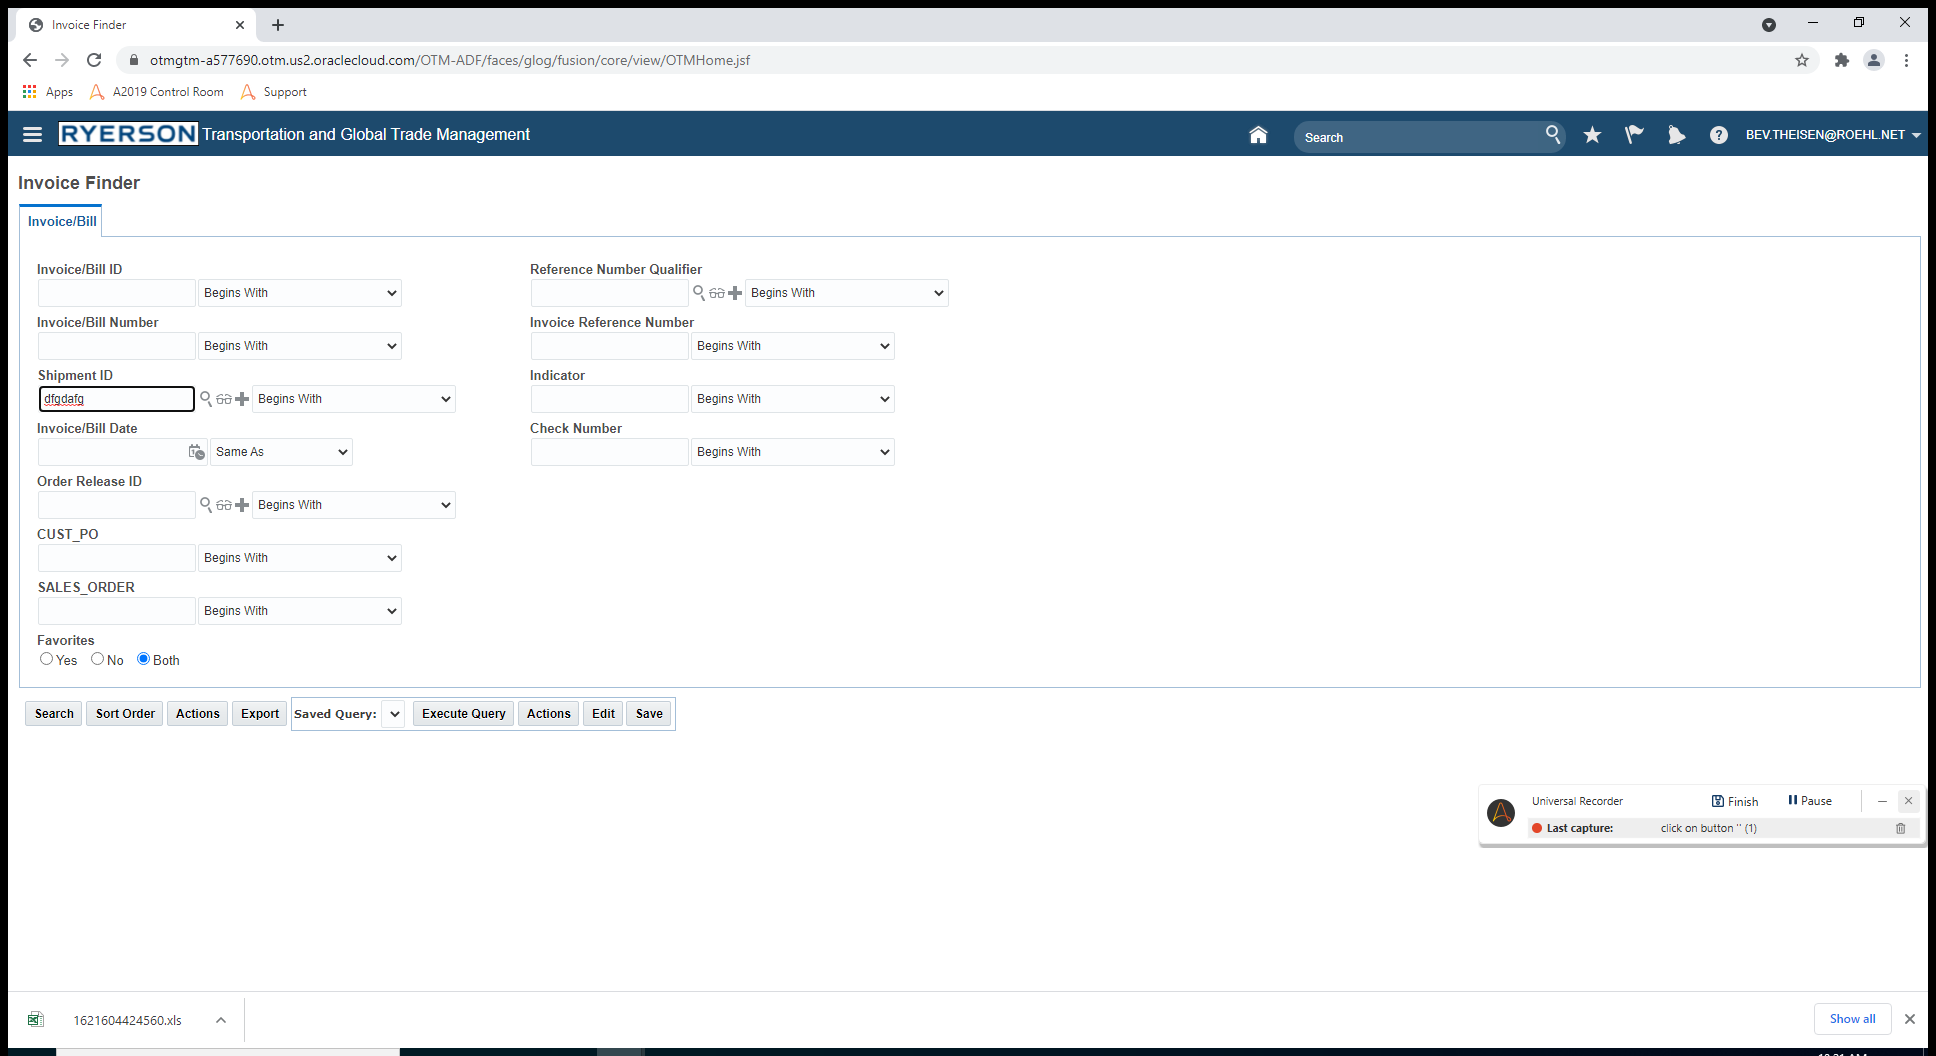 Invoice Finder
otmgtm-a577690.otm.us2.oraclecloud.com/OTM-ADF/faces/glog/fusion/core/view/OTMHome.jsf
Apps A2019 Control Room Support
RYERSON Transportation and Global Trade Management Search ? BEV.THEISEN@ROEHL.NET
Invoice Finder
Invoice/Bill
Invoice/Bill ID Reference Number Qualifier
Begins With Begins With
Invoice/Bill Number Invoice Reference Number
Begins With Begins With
Shipment ID Indicator
dfgdafg Begins With Begins With
Invoice/Bill Date Check Number
Same As Begins With
Order Release ID
Begins With
CUST_PO
Begins With
SALES_ORDER
Begins With
Favorites
Yes No Both
Search Sort Order Actions Export Saved Query: Execute Query Actions Edit Save
Universal Recorder Finish Pause
Last capture: click on button '' (1)
1621604424560.xls Show all